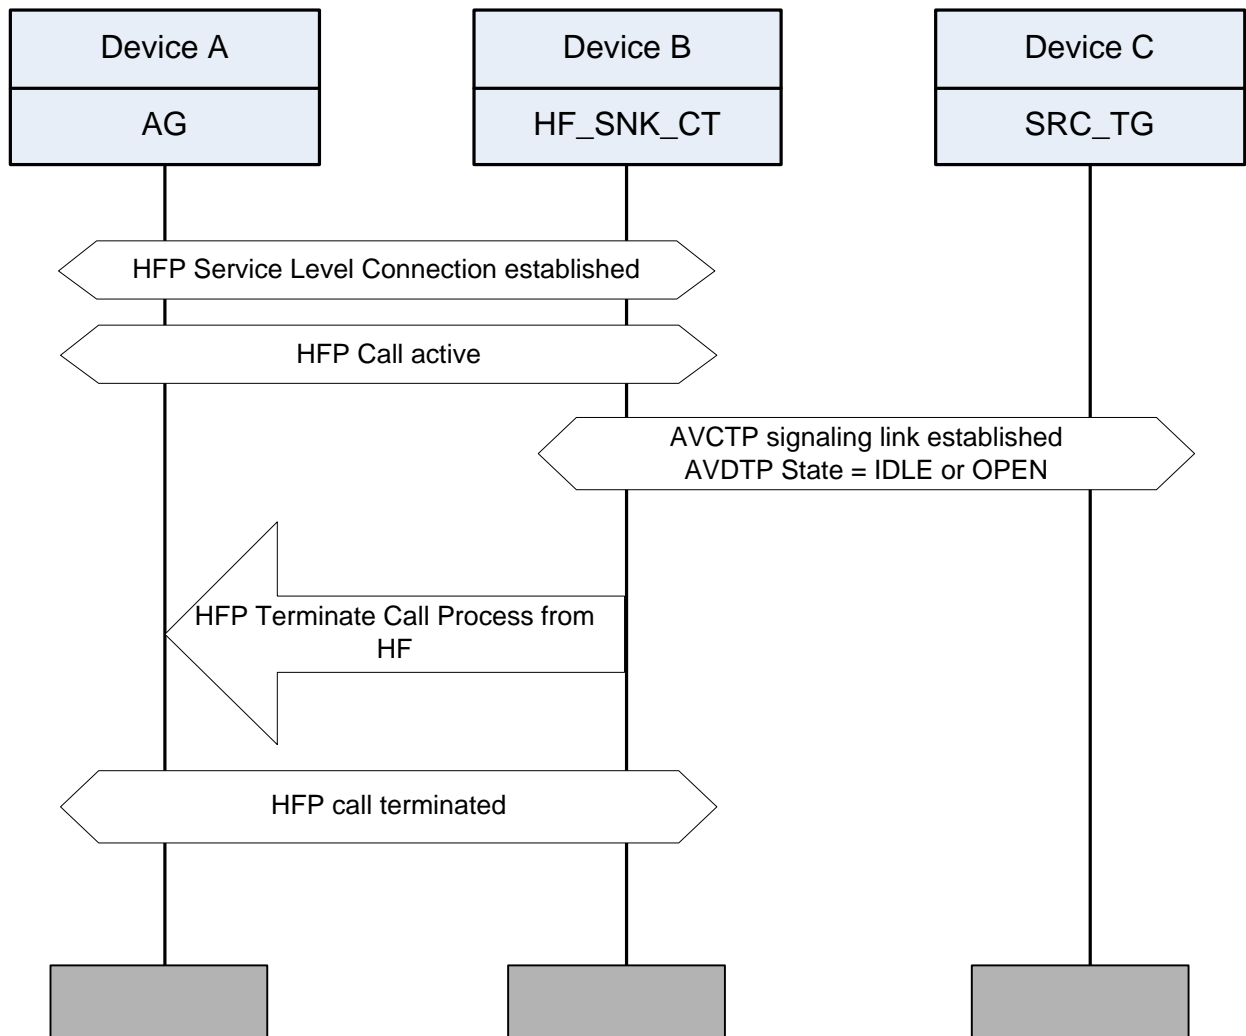 Device A
Device B
Device C
AG
HF_SNK_CT
SRC_TG
HFP Service Level Connection established
HFP Call active
AVCTP signaling link established
AVDTP State = IDLE or OPEN
HFP Terminate Call Process from
HF
HFP call terminated